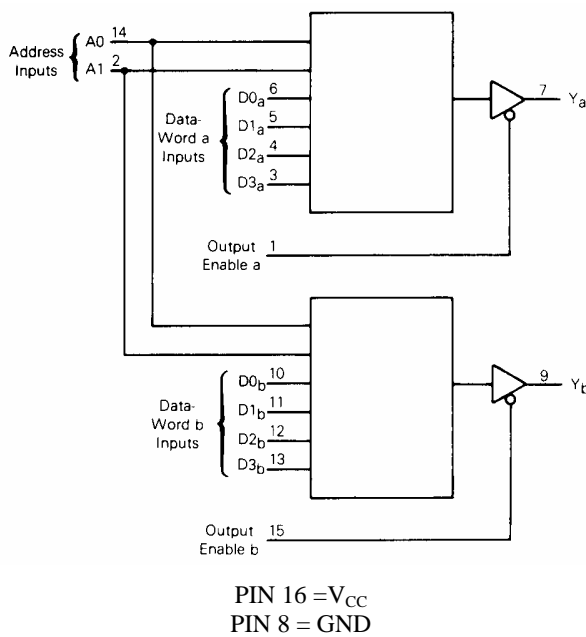 Address Inputs
A0 14
A1 2
Data-Word a Inputs
D0a 6
D1a 5
D2a 4
D3a 3
7 Ya
Output Enable a
1
Data-Word b Inputs
D0b 10
D1b 11
D2b 12
D3b 13
9 Yb
Output Enable b
15
PIN 16 =VCC
PIN 8 = GND